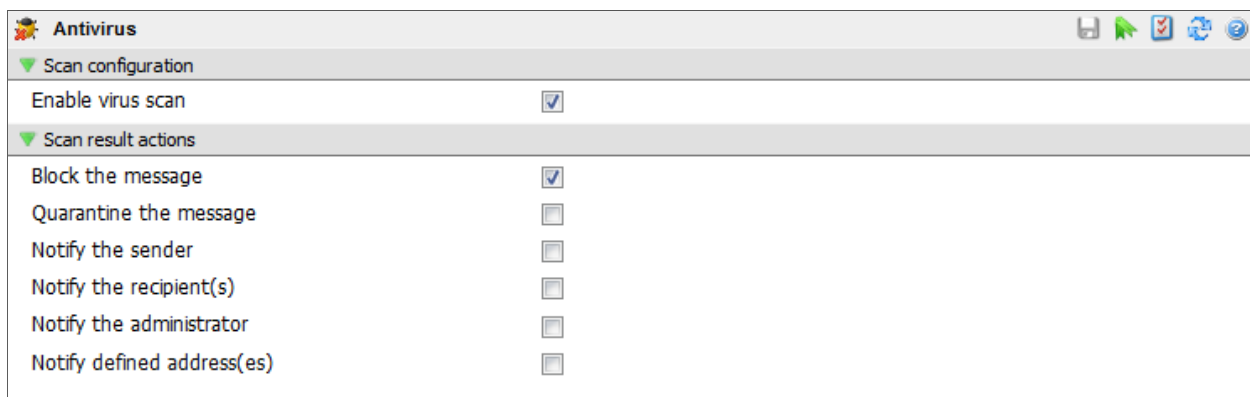 Antivirus
Scan configuration
Enable virus scan
Scan result actions
Block the message
Quarantine the message
Notify the sender
Notify the recipient(s)
Notify the administrator
Notify defined address(es)